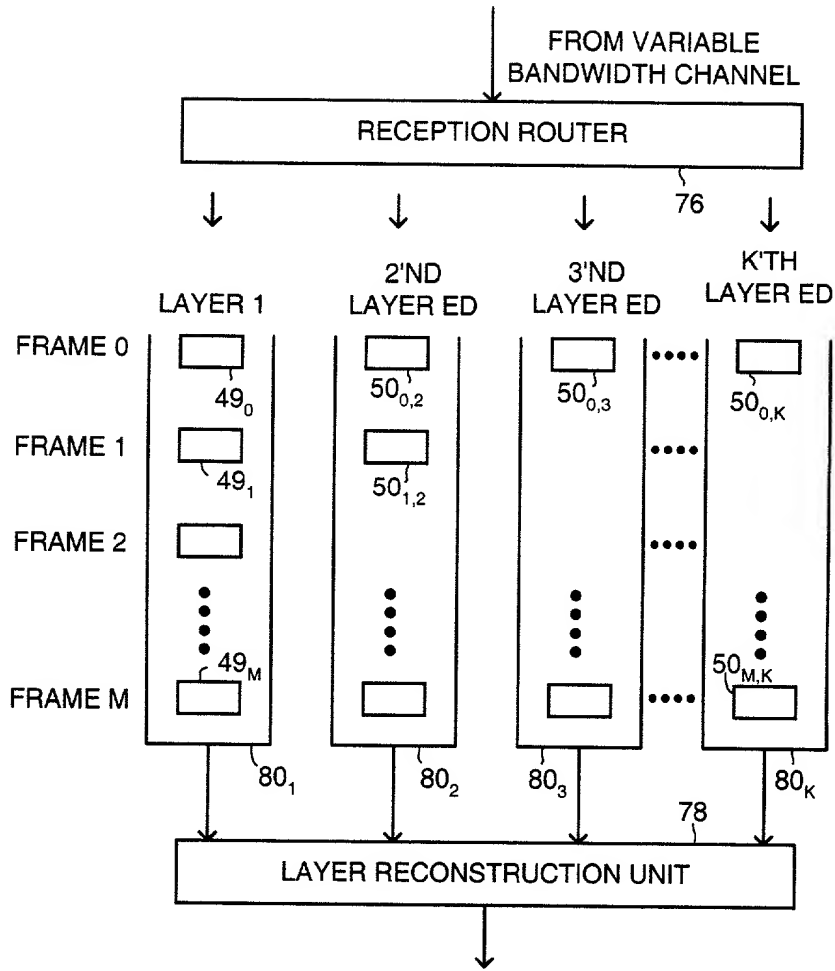 FROM VARIABLE
BANDWIDTH CHANNEL
RECEPTION ROUTER
76
LAYER 1
2'ND
LAYER ED
3'ND
LAYER ED
K'TH
LAYER ED
FRAME 0
49₀
50₀,₂
50₀,₃
50₀,K
FRAME 1
49₁
50₁,₂
FRAME 2
FRAME M
49M
50M,K
80₁
80₂
80₃
80K
78
LAYER RECONSTRUCTION UNIT